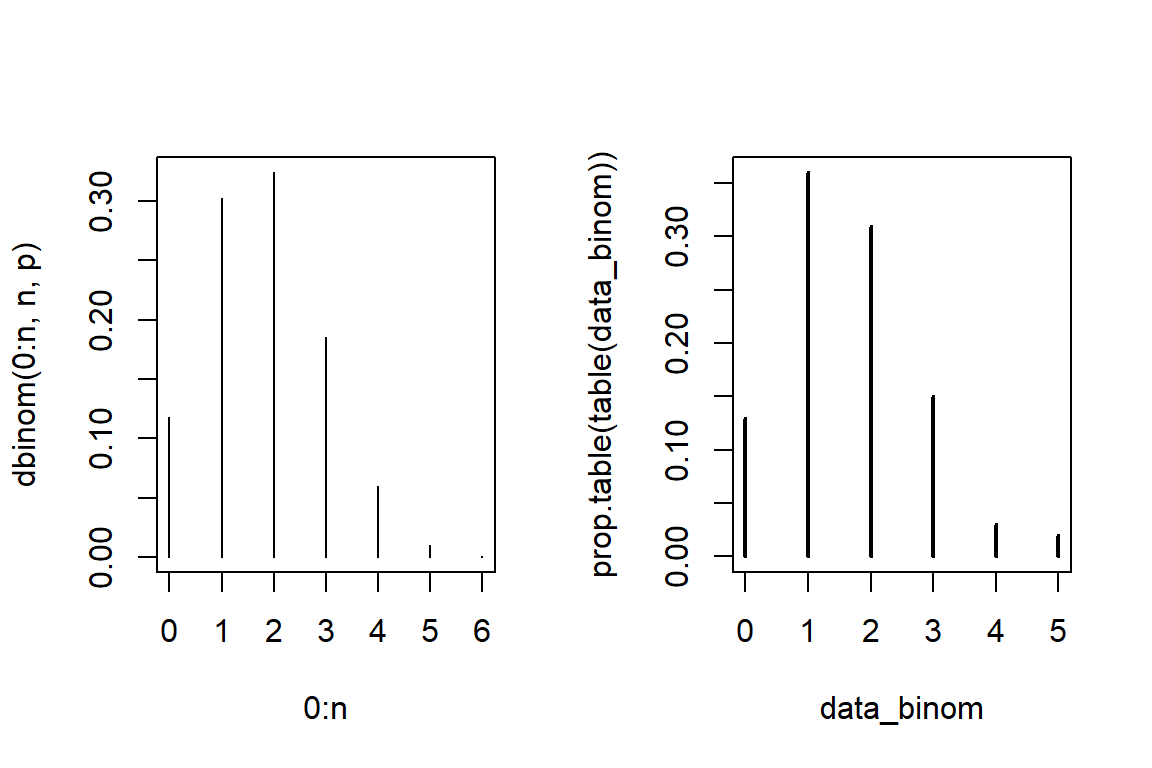 dbinom(0:n, n, p)
0.30
0.20
0.10
0.00
0 1 2 3 4 5 6
0:n
prop.table(table(data_binom))
0.30
0.20
0.10
0.00
0 1 2 3 4 5
data_binom